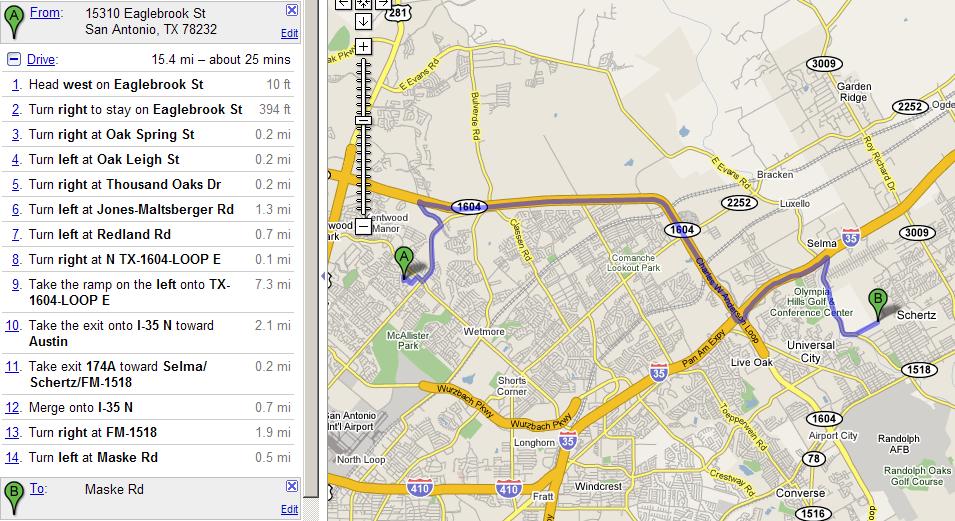 A
From:
15310 Eaglebrook St
San Antonio, TX 78232
Edit
Drive:
15.4 mi – about 25 mins
1. Head west on Eaglebrook St 10 ft
2. Turn right to stay on Eaglebrook St 394 ft
3. Turn right at Oak Spring St 0.2 mi
4. Turn left at Oak Leigh St 0.2 mi
5. Turn right at Thousand Oaks Dr 0.2 mi
6. Turn left at Jones-Maltsberger Rd 1.3 mi
7. Turn left at Redland Rd 0.7 mi
8. Turn right at N TX-1604-LOOP E 0.1 mi
9. Take the ramp on the left onto TX- 7.3 mi
1604-LOOP E
10. Take the exit onto I-35 N toward 2.1 mi
Austin
11. Take exit 174A toward Selma/ 0.2 mi
Schertz/FM-1518
12. Merge onto I-35 N 0.7 mi
13. Turn right at FM-1518 1.9 mi
14. Turn left at Maske Rd 0.5 mi
B
To:
Maske Rd
Edit
281
3009
Garden
Ridge
2252
E Evans Rd
Bulverde Rd
Roy Richard Dr
E Evans Rd
Bracken
2252
Luxello
1604
1604
Classen Rd
Selma
35
3009
Manor
A
Comanche
Lookout Park
Charles W Anderson Loop
Olympia
Hills Golf &
Conference Center
B
Schertz
McAllister
Park
Wetmore
Universal
City
Pan Am Expy
Live Oak
1518
35
Shorts
Corner
Wurzbach Pkwy
Wurzbach Pkwy
Toepperwein Rd
1604
Airport City
San Antonio
Int'l Airport
Randolph
AFB
Longhorn
35
78
North Loop
Crestway Rd
Randolph Oaks
Golf Course
410
410
Windcrest
Converse
Fratt
1516